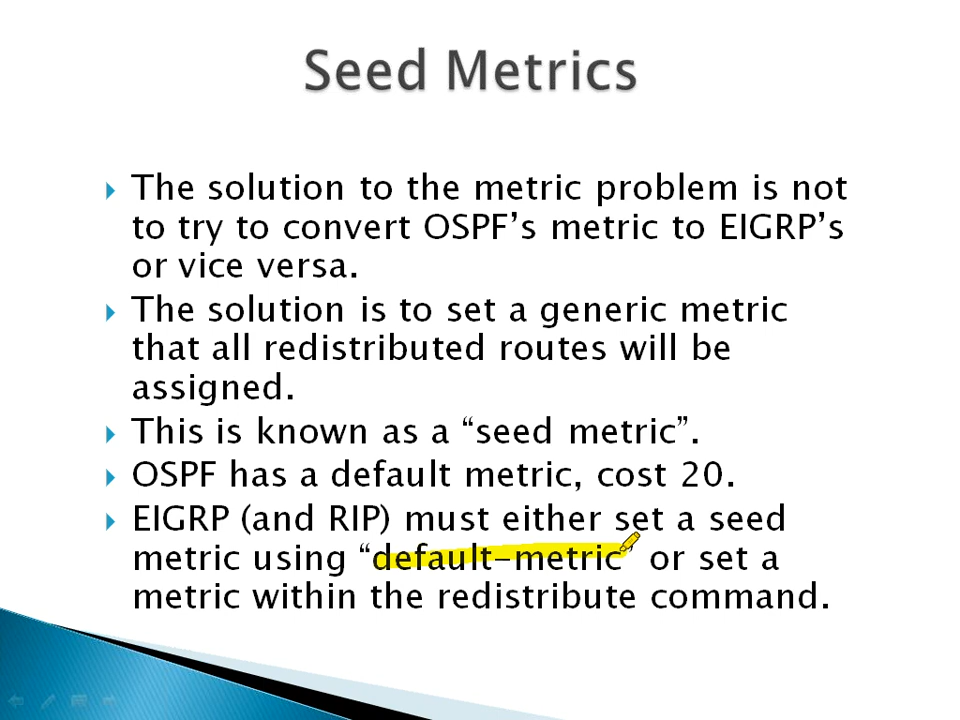 Seed Metrics
The solution to the metric problem is not
to try to convert OSPF’s metric to EIGRP’s
or vice versa.
The solution is to set a generic metric
that all redistributed routes will be
assigned.
This is known as a “seed metric”.
OSPF has a default metric, cost 20.
EIGRP (and RIP) must either set a seed
metric using “default-metric” or set a
metric within the redistribute command.